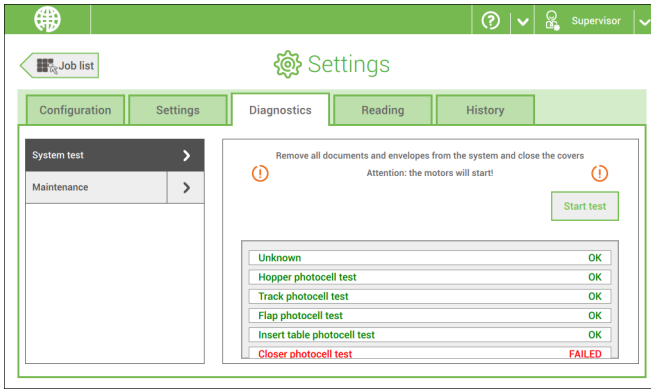 Supervisor
Job list
Settings
Configuration
Settings
Diagnostics
Reading
History
System test
Maintenance
Remove all documents and envelopes from the system and close the covers
Attention: the motors will start!
Start test
Unknown OK
Hopper photocell test OK
Track photocell test OK
Flap photocell test OK
Insert table photocell test OK
Closer photocell test FAILED